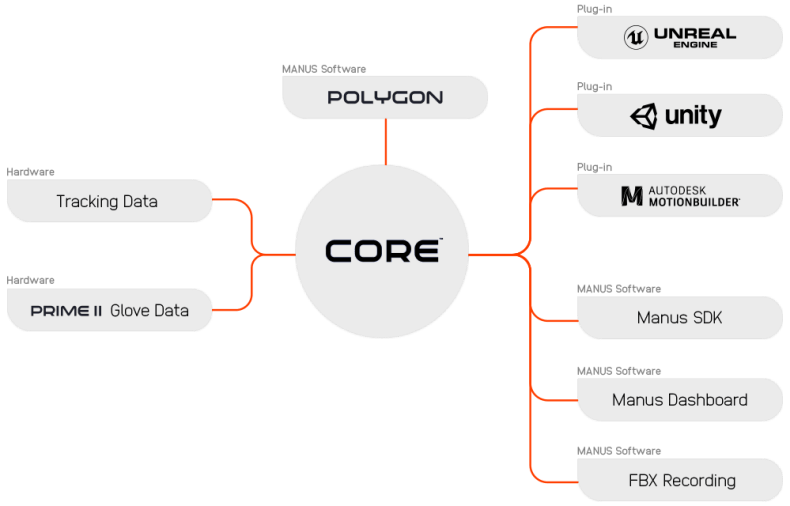 Plug-in
UNREAL
ENGINE
MANUS Software
POLYGON
Plug-in
unity
Hardware
Tracking Data
Plug-in
AUTODESK
MOTIONBUILDER
CORE™
Hardware
PRIME II Glove Data
MANUS Software
Manus SDK
MANUS Software
Manus Dashboard
MANUS Software
FBX Recording